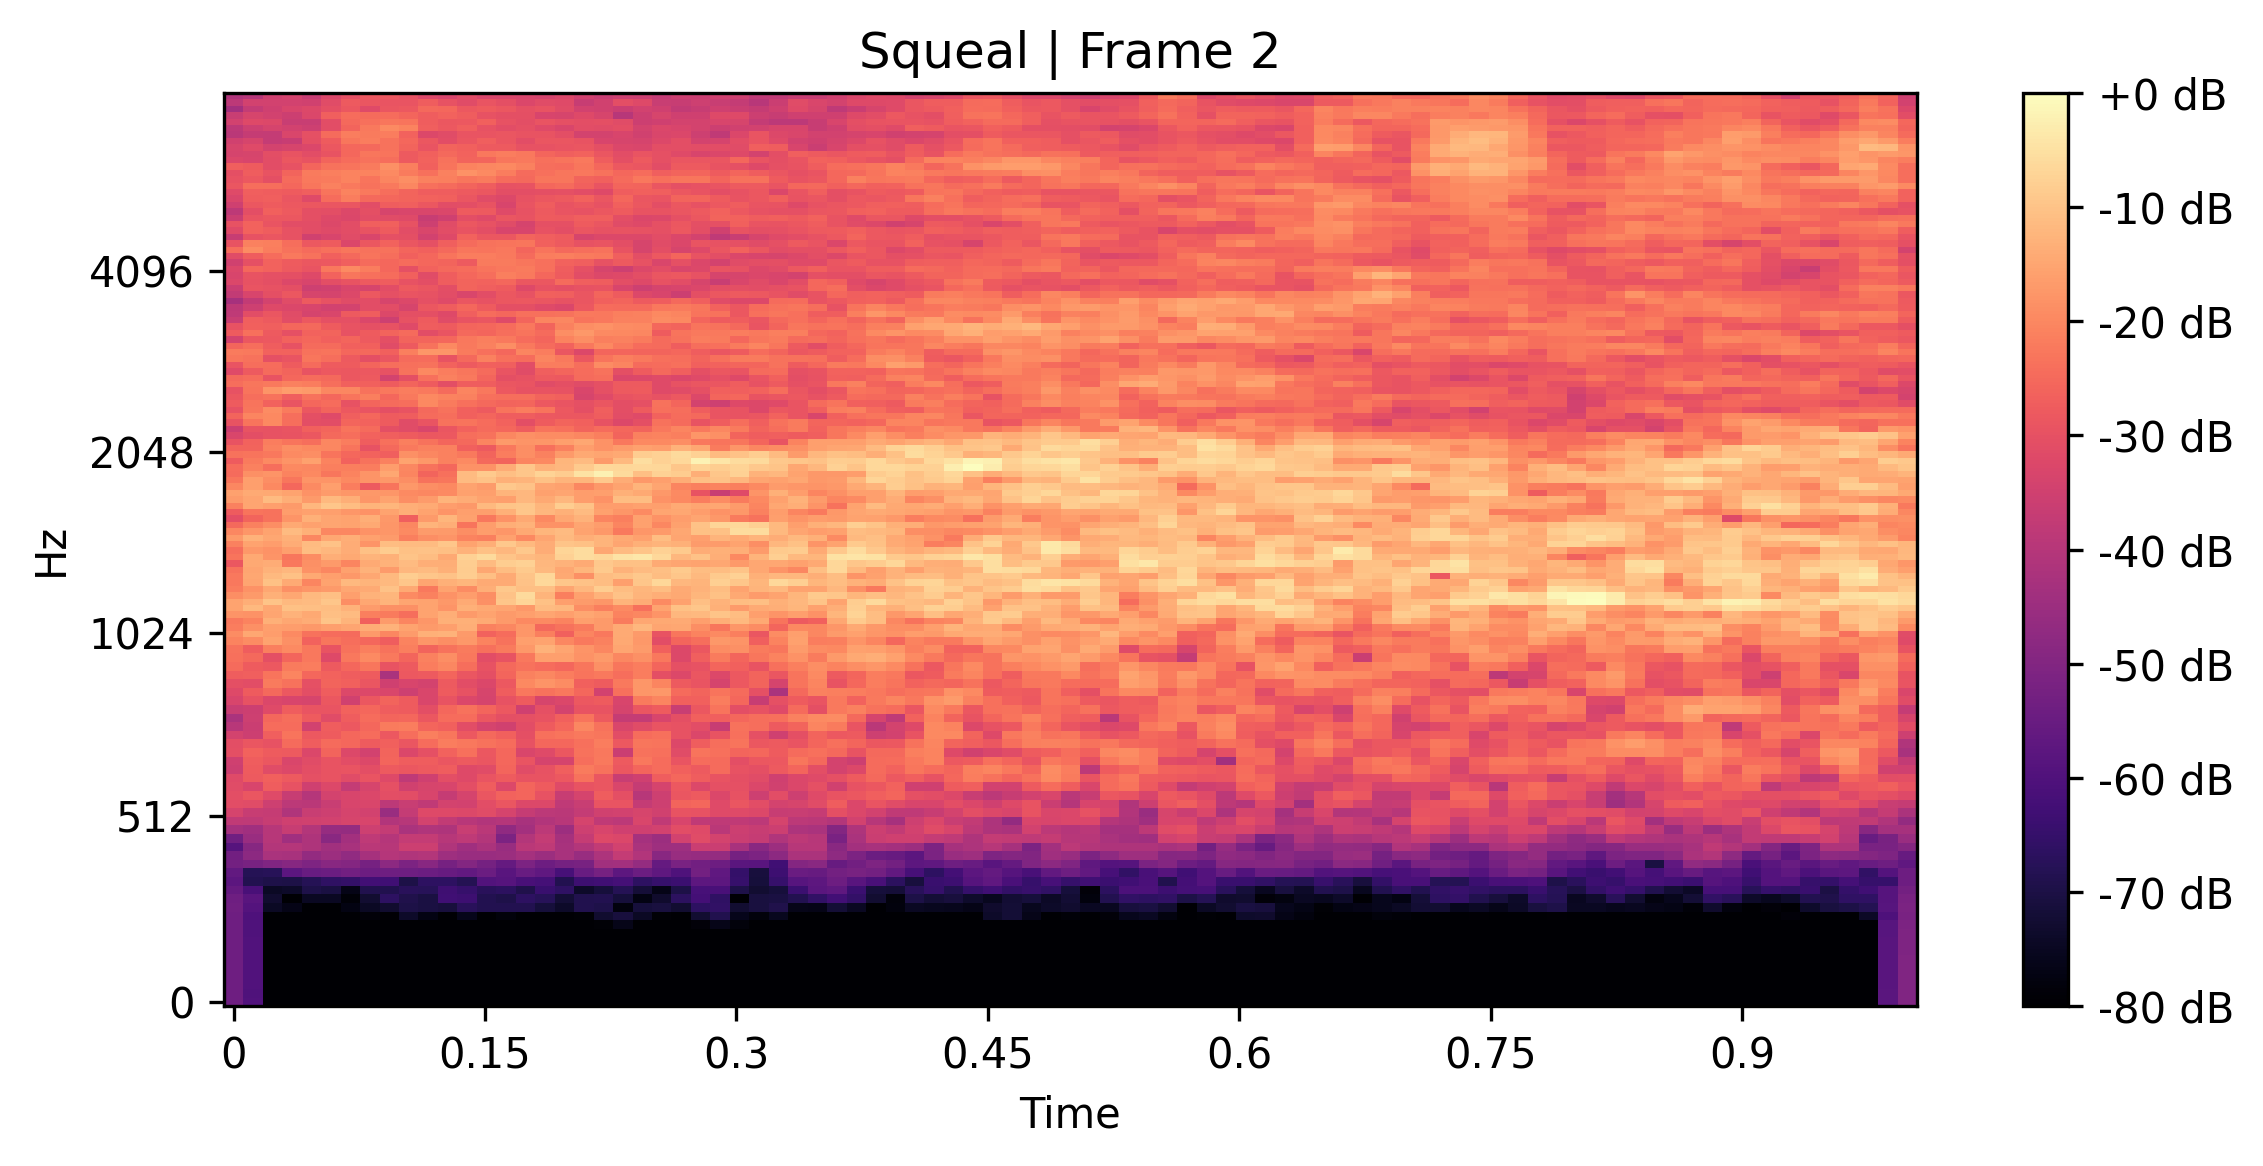 Squeal | Frame 2
Hz
4096
2048
1024
512
0
0 0.15 0.3 0.45 0.6 0.75 0.9
Time
+0 dB
-10 dB
-20 dB
-30 dB
-40 dB
-50 dB
-60 dB
-70 dB
-80 dB